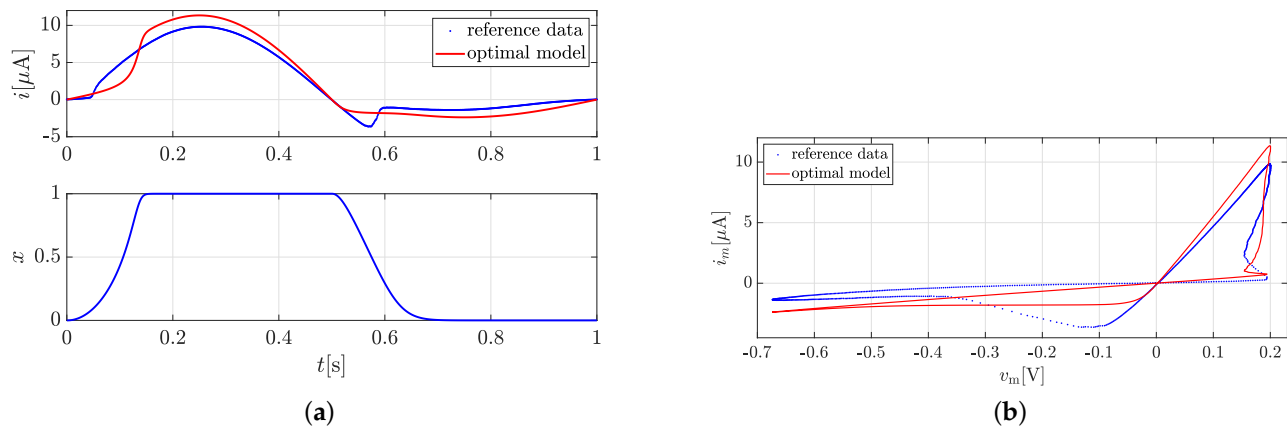 10
5
0
-5
i[μA]
reference data
optimal model
0 0.2 0.4 0.6 0.8 1
1
0.5
0
x
0 0.2 0.4 0.6 0.8 1
t[s]
(a)
10
5
0
i_m[μA]
reference data
optimal model
-0.7 -0.6 -0.5 -0.4 -0.3 -0.2 -0.1 0 0.1 0.2
v_m[V]
(b)